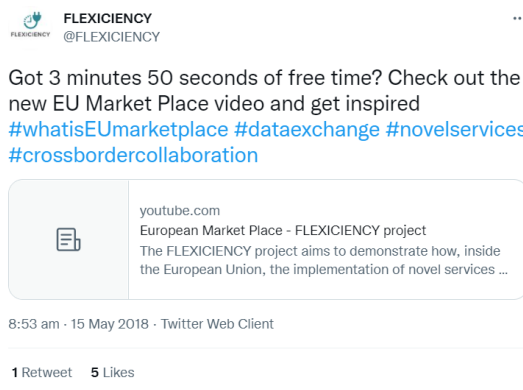 FLEXICIENCY
FLEXICIENCY
@FLEXICIENCY
Got 3 minutes 50 seconds of free time? Check out the
new EU Market Place video and get inspired
#whatisEUmarketplace #dataexchange #novelservices
#crossbordercollaboration
youtube.com
European Market Place - FLEXICIENCY project
The FLEXICIENCY project aims to demonstrate how, inside
the European Union, the implementation of novel services ...
8:53 am · 15 May 2018 · Twitter Web Client
1 Retweet 5 Likes